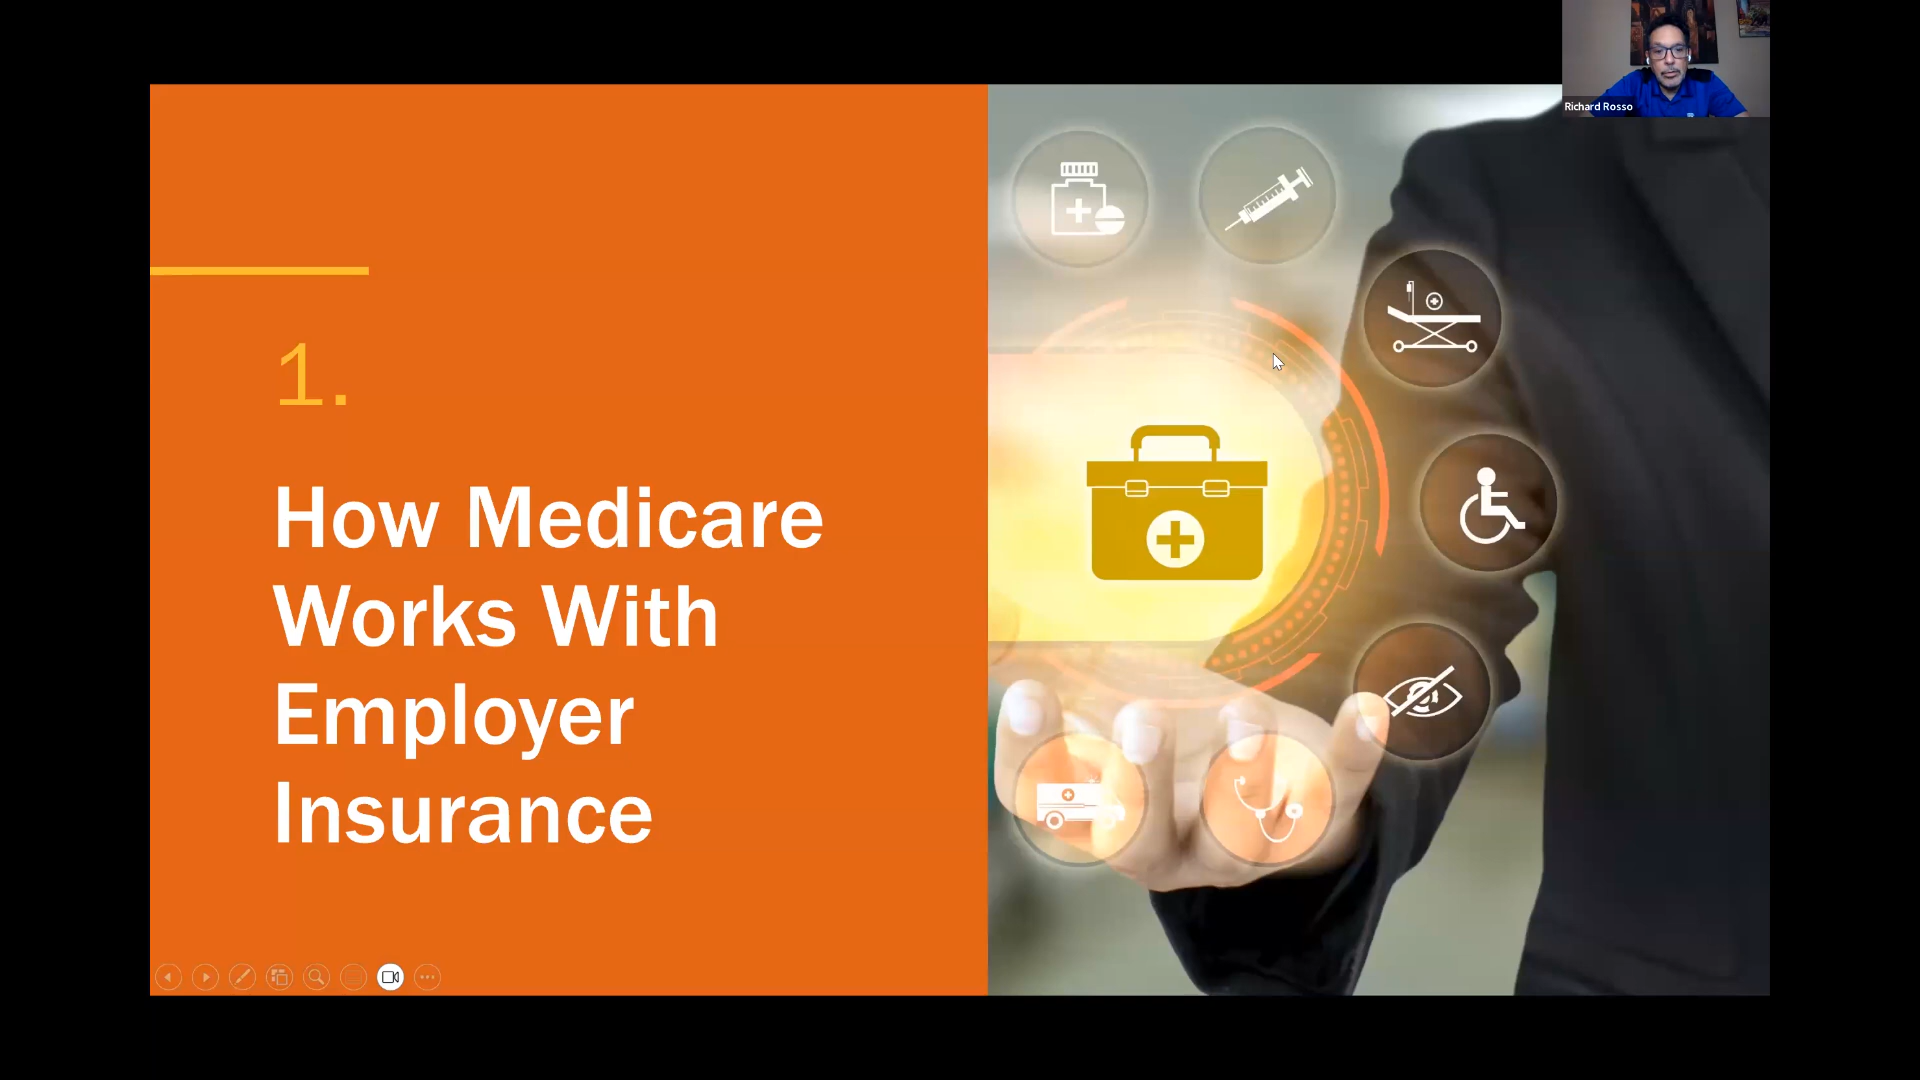 Richard Rosso
1.
How Medicare
Works With
Employer
Insurance